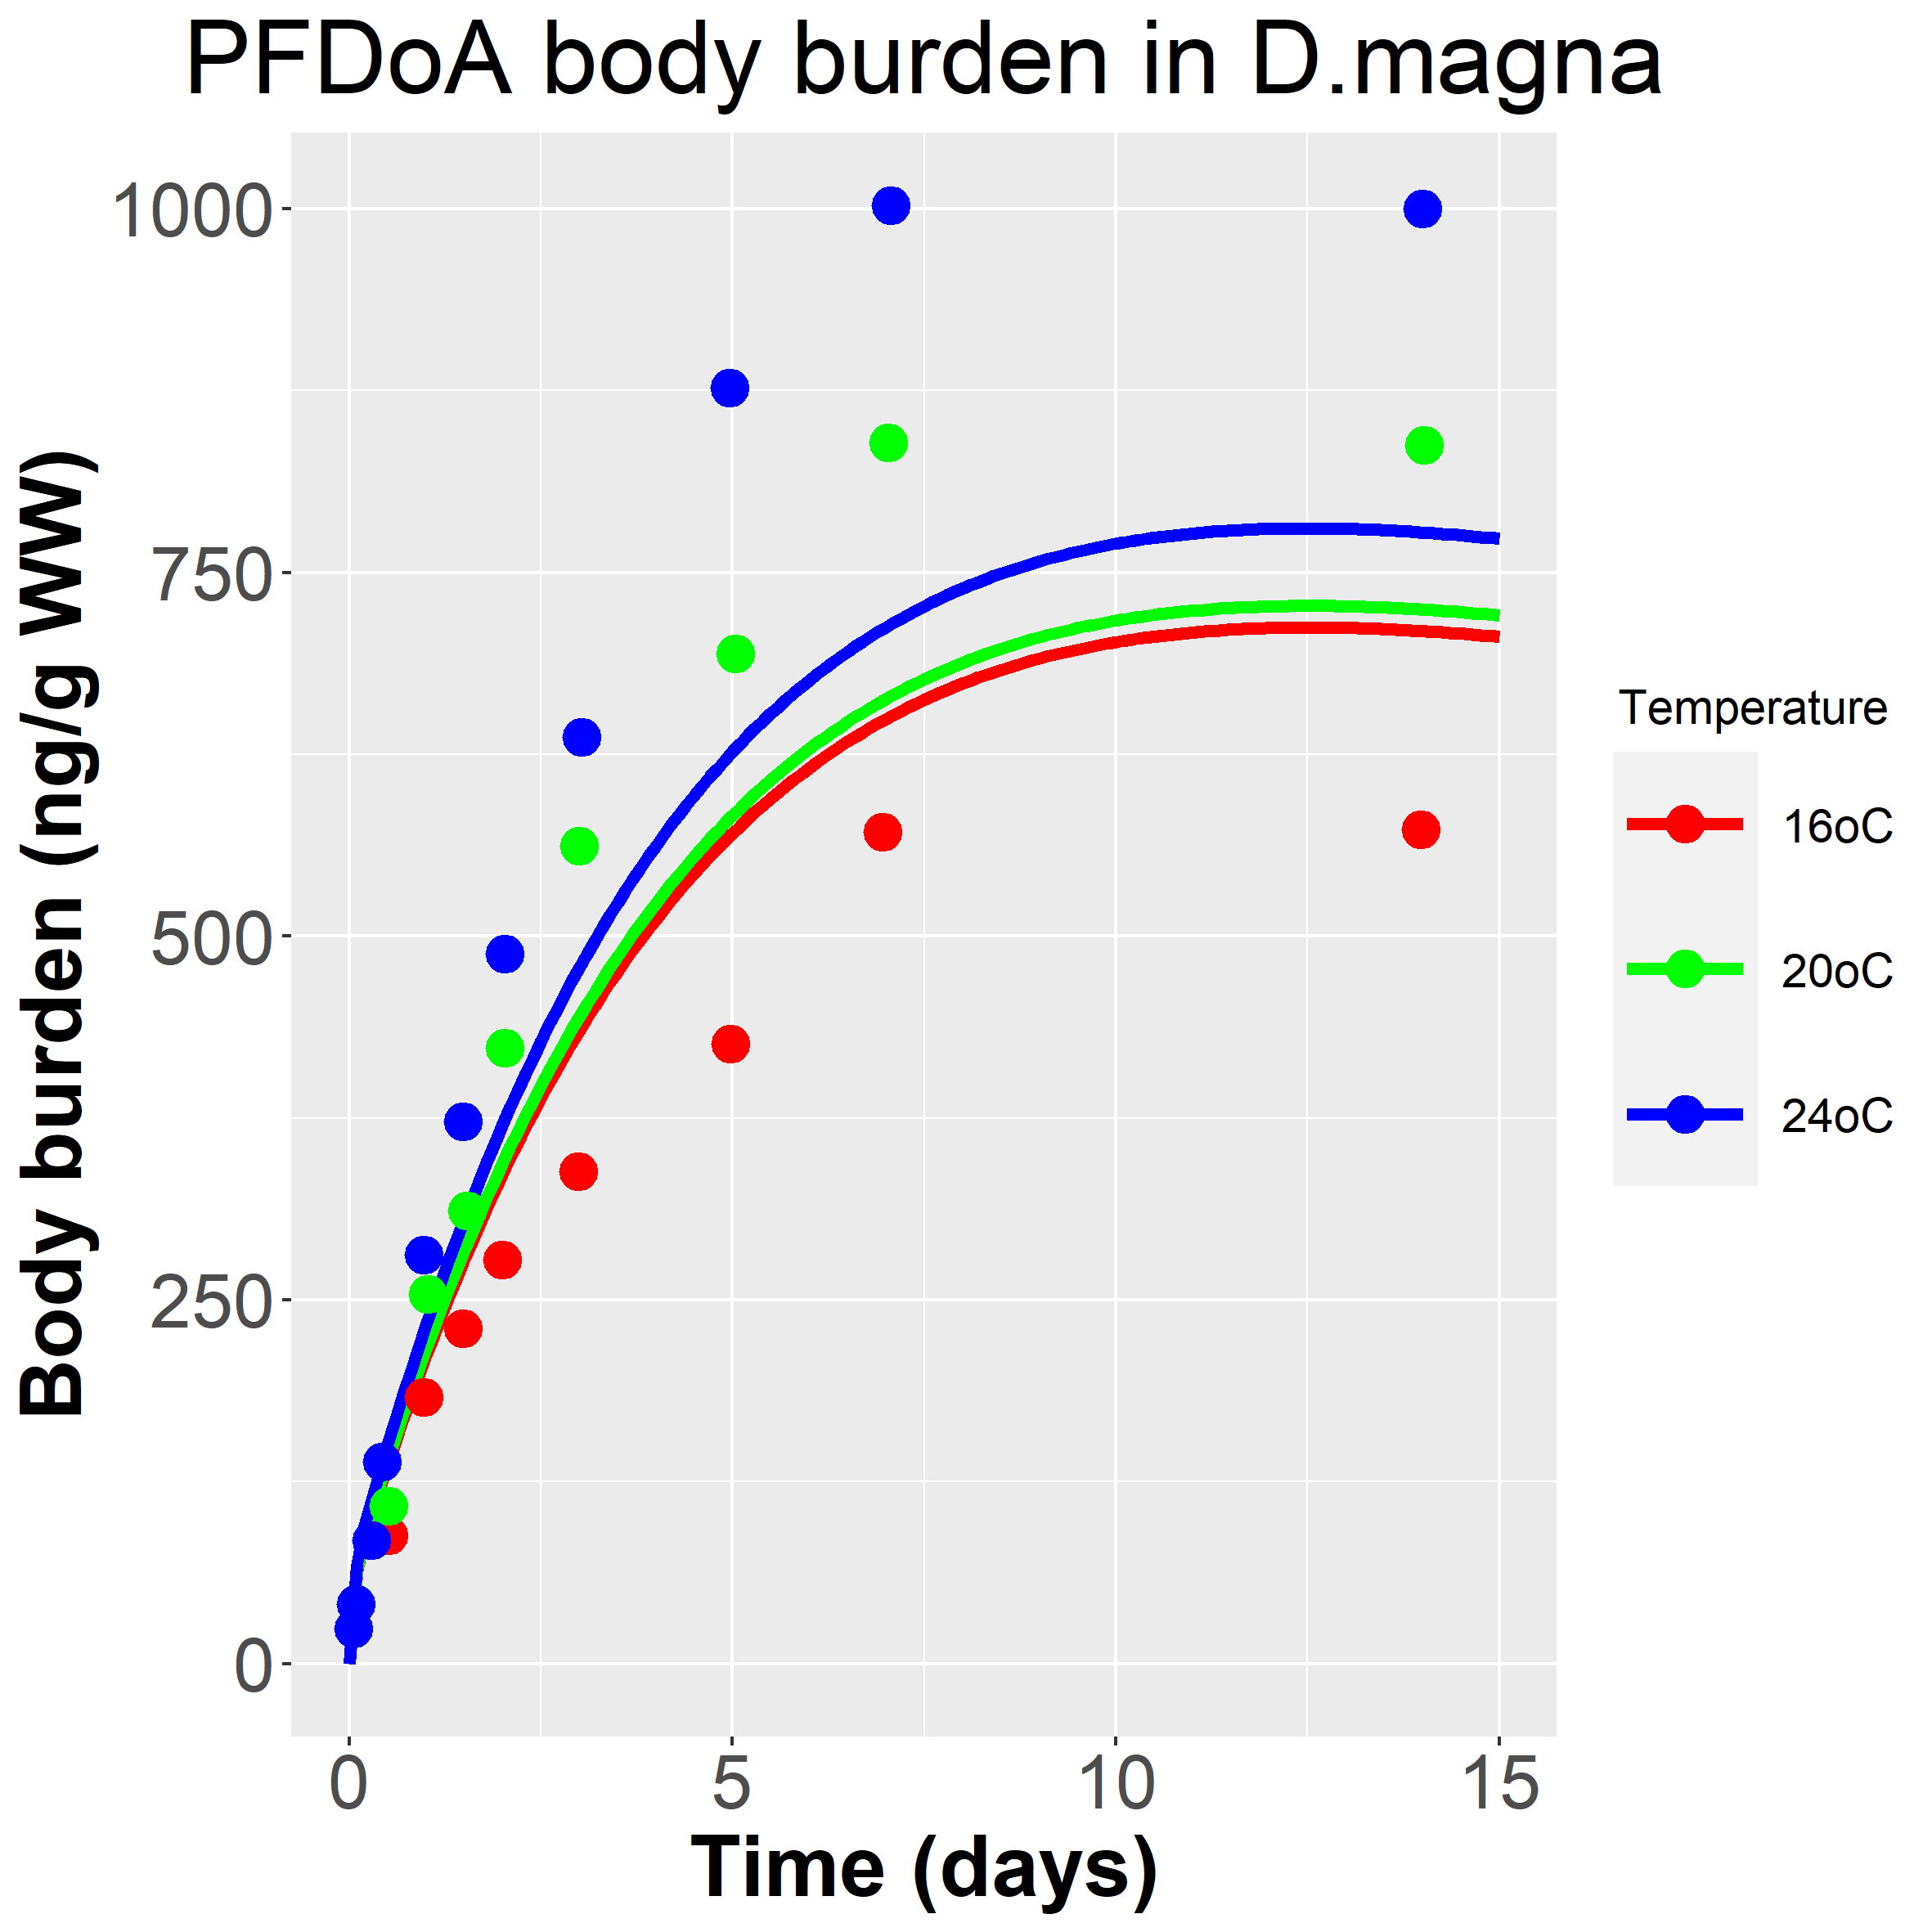 PFDoA body burden in D.magna
Body burden (ng/g WW)
1000
750
500
250
0
0 5 10 15
Time (days)
Temperature
16oC
20oC
24oC